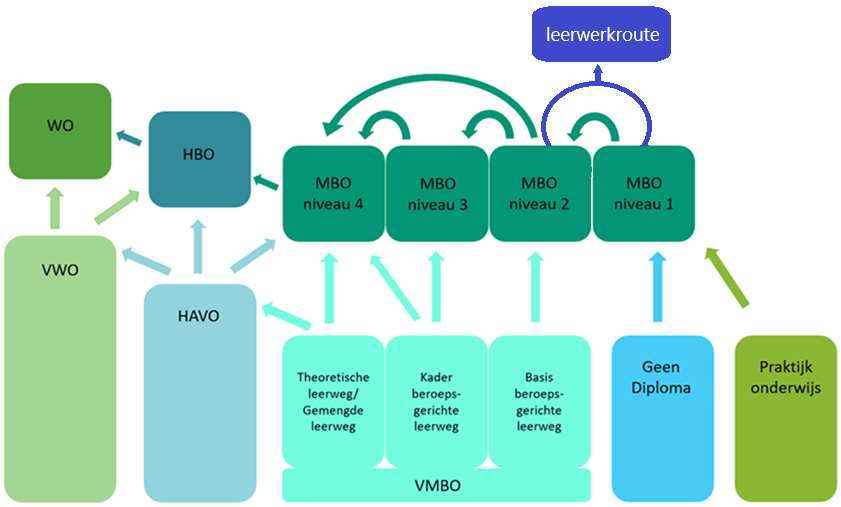 leerwerkroute
WO
HBO
MBO
niveau 4
MBO
niveau 3
MBO
niveau 2
MBO
niveau 1
VWO
HAVO
Theoretische
leerweg/
Gemengde
leerweg
Kader
beroeps-
gerichte
leerweg
Basis
beroeps-
gerichte
leerweg
Geen
Diploma
Praktijk
onderwijs
VMBO